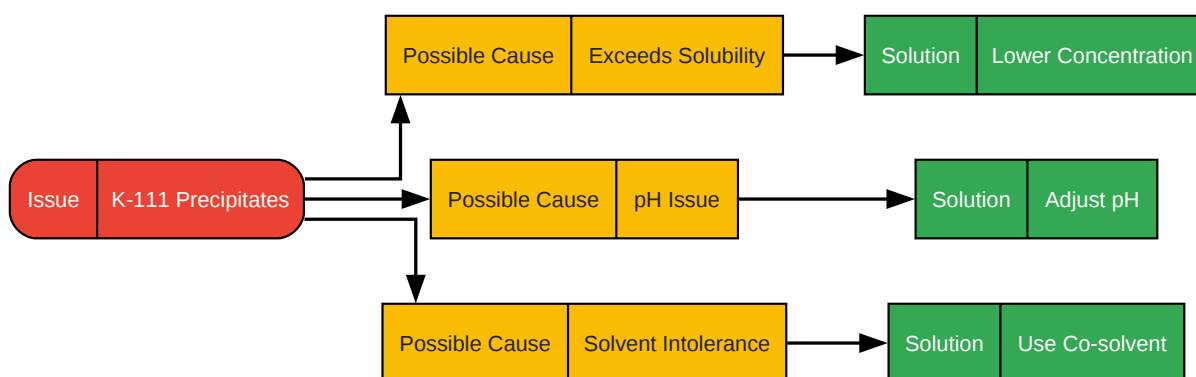 Possible Cause Exceeds Solubility
Solution Lower Concentration
Issue K-111 Precipitates
Possible Cause pH Issue
Solution Adjust pH
Possible Cause Solvent Intolerance
Solution Use Co-solvent